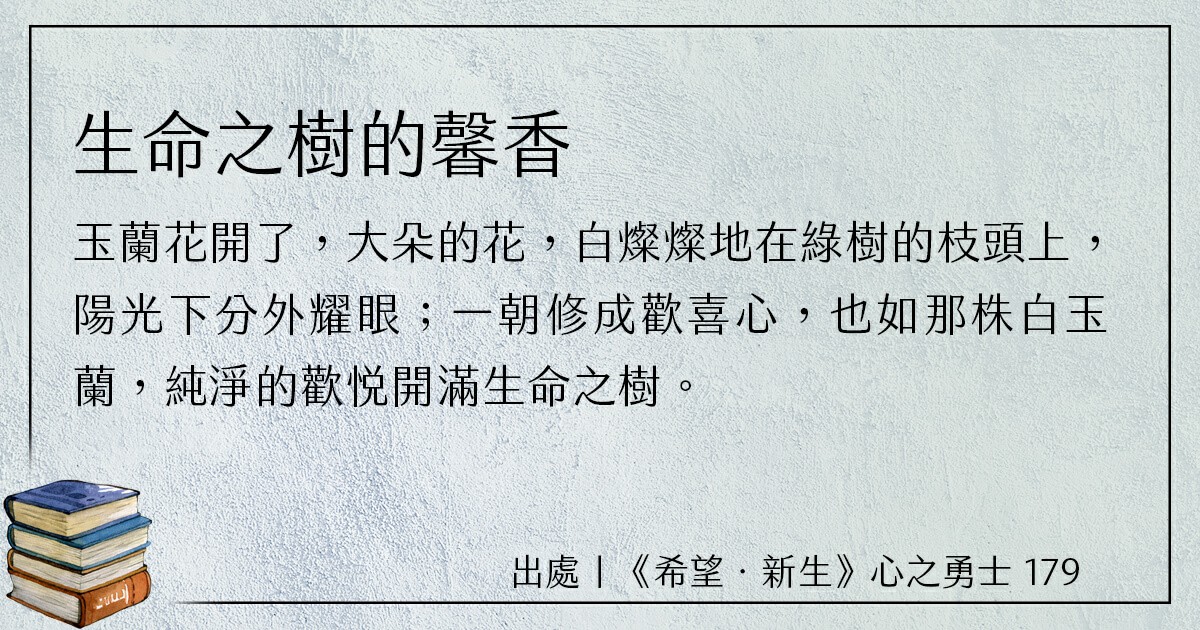 生命之樹的馨香
玉蘭花開了，大朵的花，白燦燦地在綠樹的枝頭上，
陽光下分外耀眼；一朝修成歡喜心，也如那株白玉
蘭，純淨的歡悅開滿生命之樹。
出處｜《希望．新生》心之勇士 179